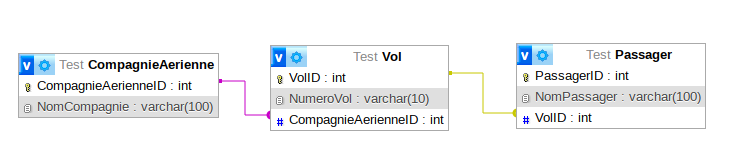 v Test CompagnieAerienne
CompagnieAerienneID : int
NomCompagnie : varchar(100)
v Test Vol
VolID : int
NumeroVol : varchar(10)
# CompagnieAerienneID : int
v Test Passager
PassagerID : int
NomPassager : varchar(100)
# VolID : int